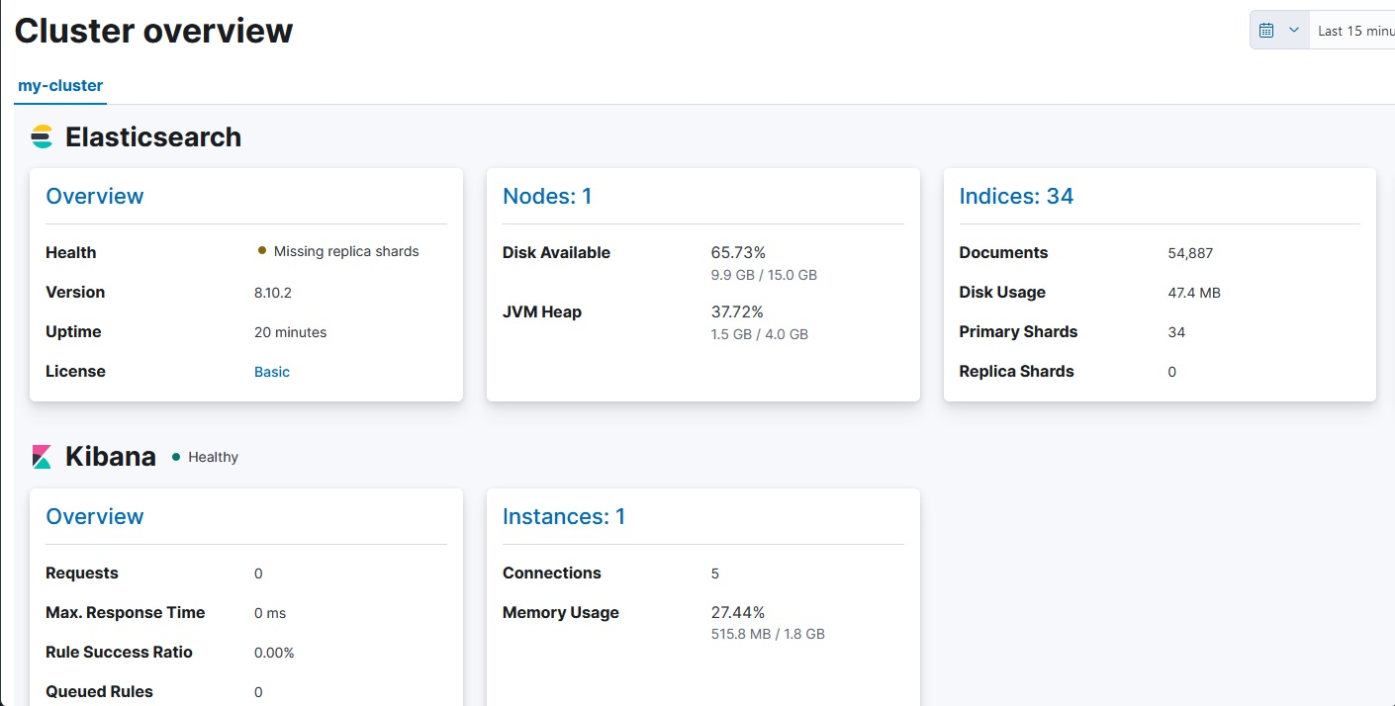 Cluster overview
Last 15 minu
my-cluster
Elasticsearch
Overview
Health Missing replica shards
Version 8.10.2
Uptime 20 minutes
License Basic
Nodes: 1
Disk Available 65.73%
9.9 GB / 15.0 GB
JVM Heap 37.72%
1.5 GB / 4.0 GB
Indices: 34
Documents 54,887
Disk Usage 47.4 MB
Primary Shards 34
Replica Shards 0
Kibana Healthy
Overview
Requests 0
Max. Response Time 0 ms
Rule Success Ratio 0.00%
Queued Rules 0
Instances: 1
Connections 5
Memory Usage 27.44%
515.8 MB / 1.8 GB